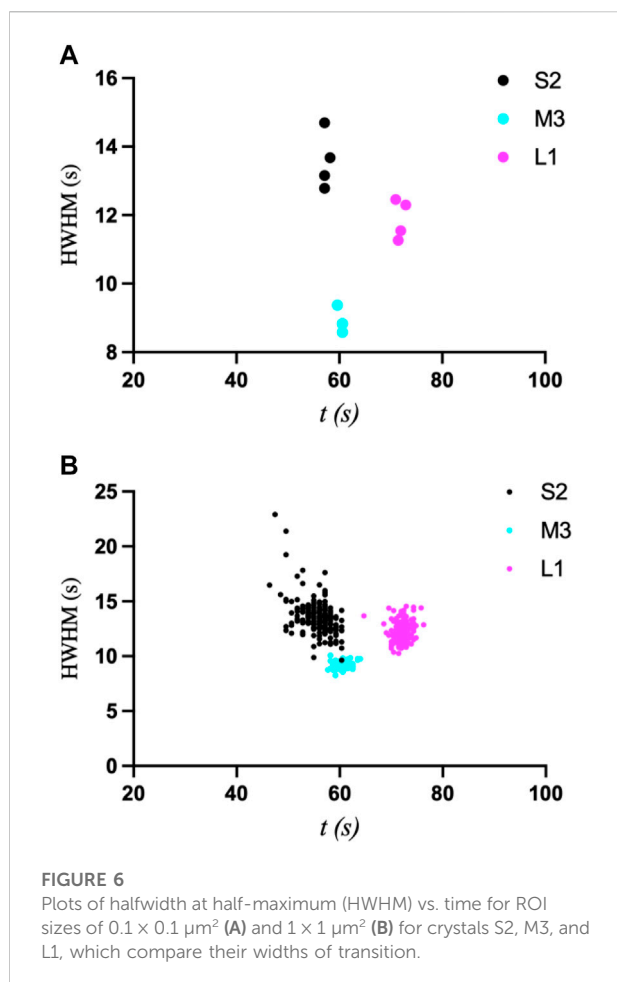 A
16
14
12
10
8
HWHM (s)
20 40 60 80 100
t (s)
S2
M3
L1
B
25
20
15
10
5
0
HWHM (s)
20 40 60 80 100
t (s)
S2
M3
L1
FIGURE 6
Plots of halfwidth at half-maximum (HWHM) vs. time for ROI
sizes of 0.1 × 0.1 µm² (A) and 1 × 1 µm² (B) for crystals S2, M3, and
L1, which compare their widths of transition.